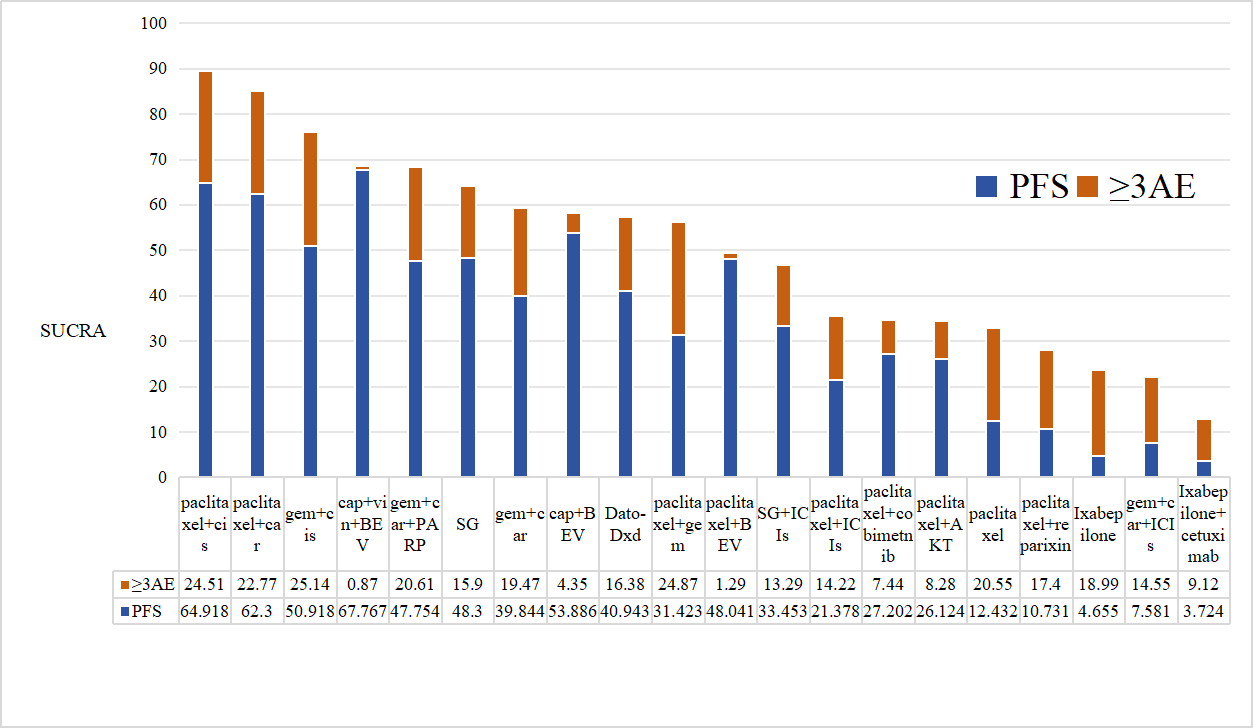 100
90
80
70
60
50
40
30
20
10
0
SUCRA
PFS ≥3AE
paclita
xel+ci
s
paclita
xel+ca
r
gem+c
is
cap+vi
n+BE
V
gem+c
ar+PA
RP
SG
gem+c
ar
cap+B
EV
Dato-
Dxd
paclita
xel+ge
m
paclita
xel+B
EV
SG+IC
Is
paclita
xel+IC
Is
paclita
xel+co
bimetn
ib
paclita
xel+A
KT
paclita
xel
paclita
xel+re
parixin
Ixabep
ilone
gem+c
ar+ICI
s
Ixabep
ilone+
cetuxi
mab
≥3AE 24.51 22.77 25.14 0.87 20.61 15.9 19.47 4.35 16.38 24.87 1.29 13.29 14.22 7.44 8.28 20.55 17.4 18.99 14.55 9.12
PFS 64.918 62.3 50.918 67.767 47.754 48.3 39.844 53.886 40.943 31.423 48.041 33.453 21.378 27.202 26.124 12.432 10.731 4.655 7.581 3.724